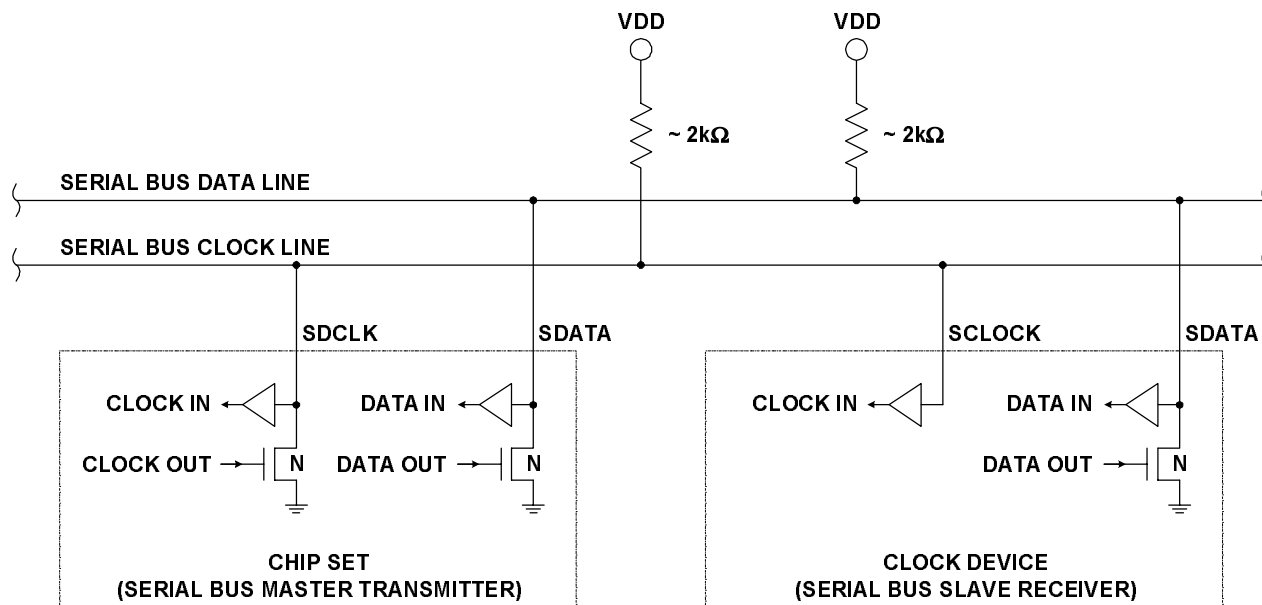 VDD
VDD
~ 2kΩ
~ 2kΩ
SERIAL BUS DATA LINE
SERIAL BUS CLOCK LINE
SDCLK
SDATA
SCLOCK
SDATA
CLOCK IN
DATA IN
CLOCK IN
DATA IN
CLOCK OUT
N
DATA OUT
N
DATA OUT
N
CHIP SET
(SERIAL BUS MASTER TRANSMITTER)
CLOCK DEVICE
(SERIAL BUS SLAVE RECEIVER)